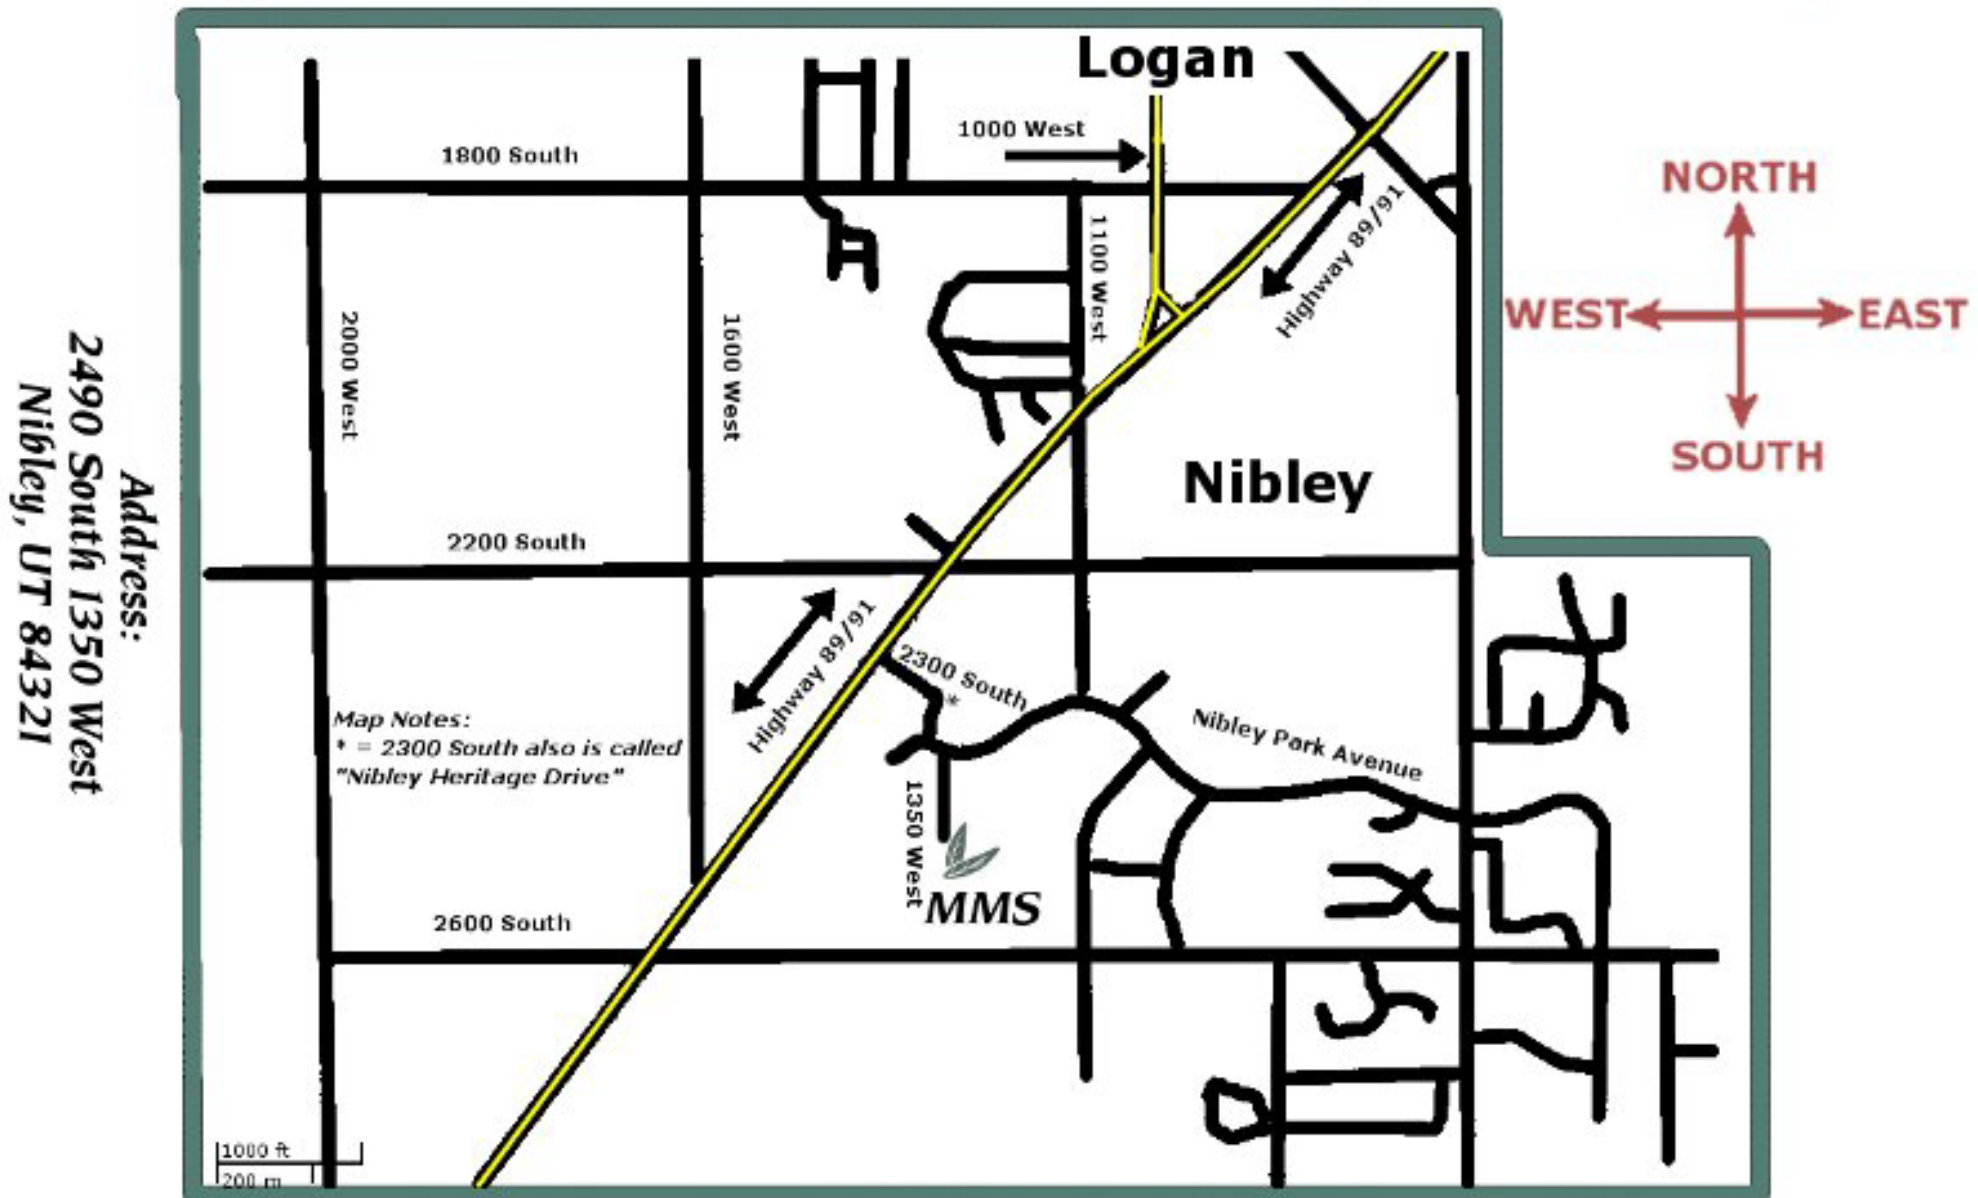 Logan
1000 West
1800 South
Highway 89/91
1100 West
2000 West
1600 West
NORTH
WEST
EAST
SOUTH
Nibley
2200 South
Highway 89/91
2300 South
*
Nibley Park Avenue
Map Notes:
* = 2300 South also is called
"Nibley Heritage Drive"
1350 West
MMS
2600 South
1000 ft
200 m
Address:
2490 South 1350 West
Nibley, UT 84321